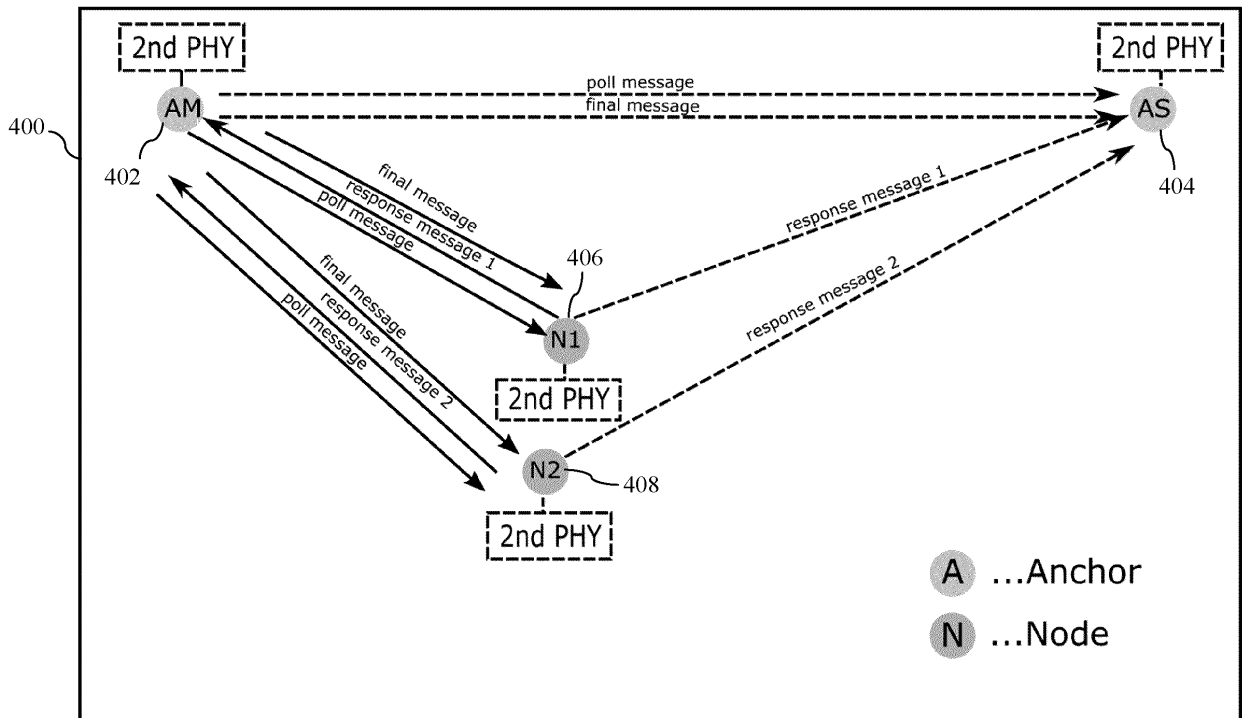 2nd PHY
2nd PHY
AM
poll message
final message
AS
400
402
404
final message
response message 1
poll message
response message 1
406
final message
response message 2
poll message
response message 2
N1
2nd PHY
N2
408
2nd PHY
A ...Anchor
N ...Node